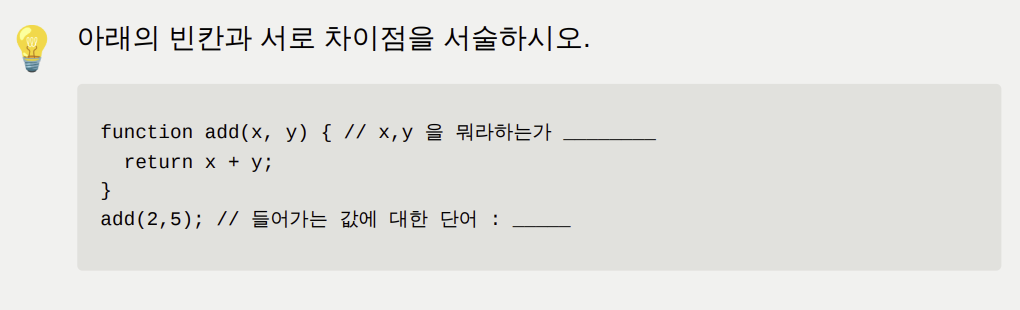 아래의 빈칸과 서로 차이점을 서술하시오.
function add(x, y) { // x,y 을 뭐라하는가 ________
return x + y;
}
add(2,5); // 들어가는 값에 대한 단어 : _____